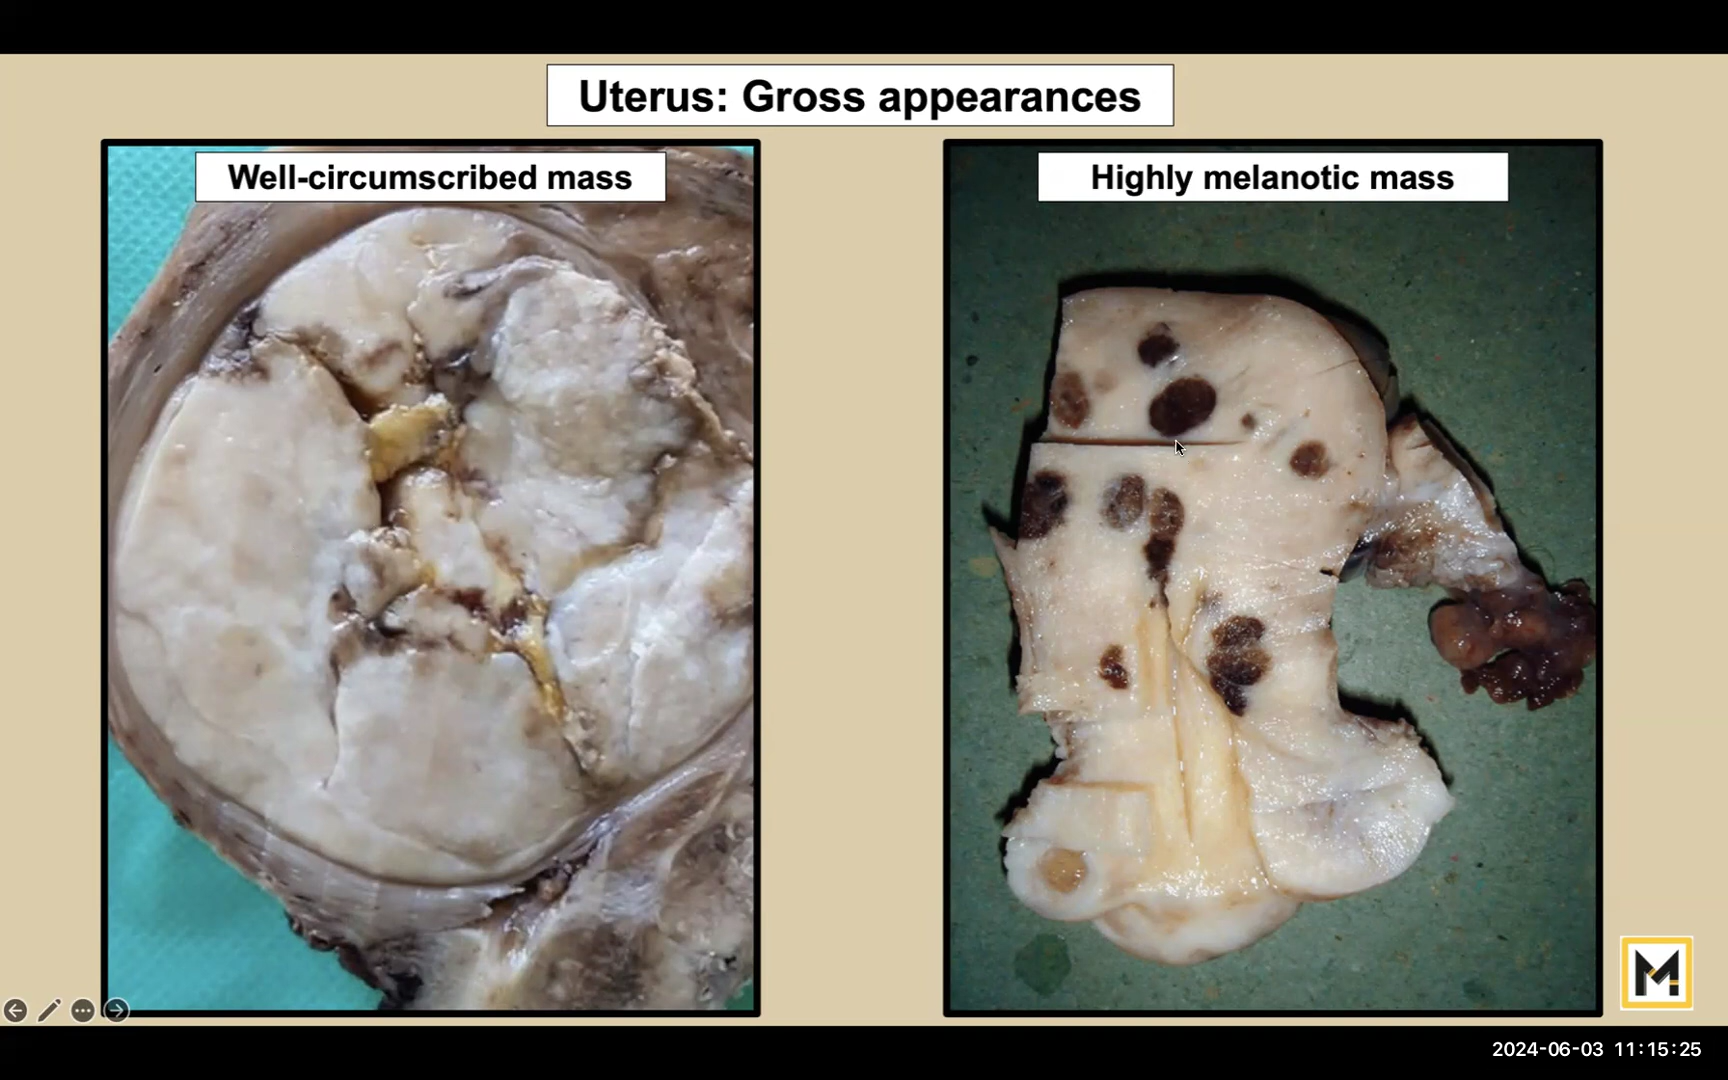 Uterus: Gross appearances
Well-circumscribed mass
Highly melanotic mass
M
2024-06-03 11:15:25